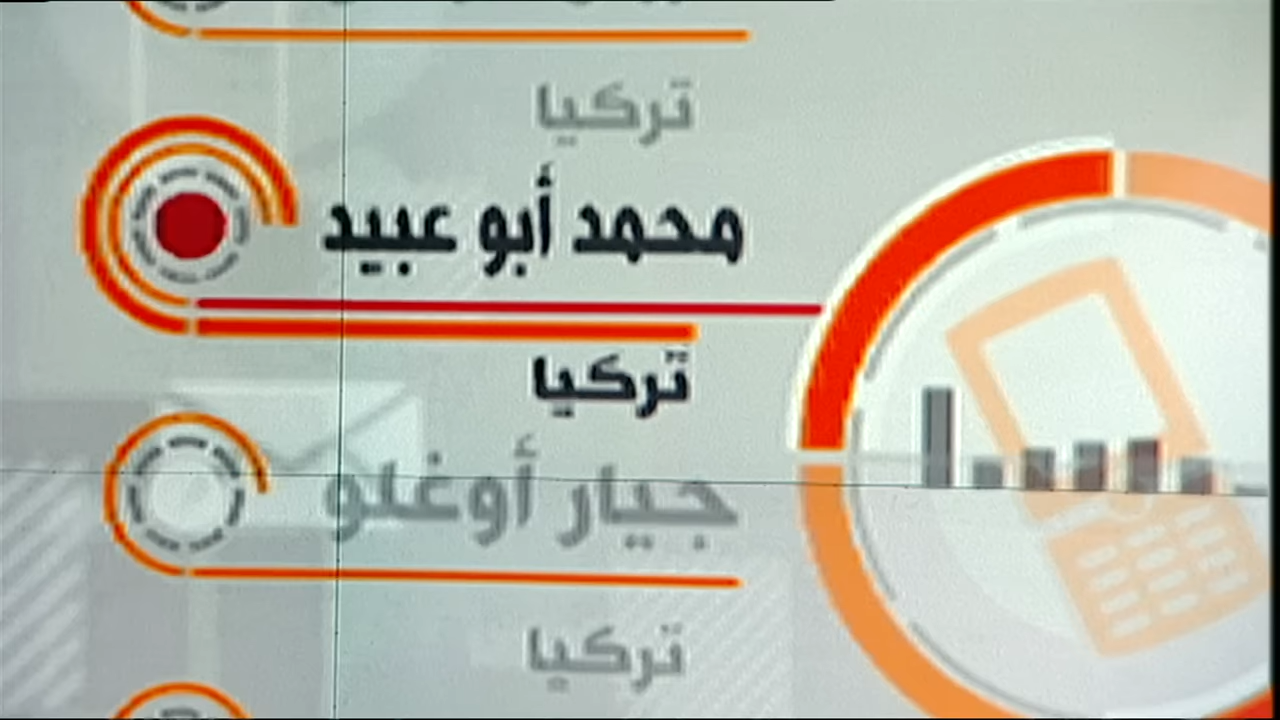 تركيا
محمد أبو عبيد
تركيا
جيار أوغلو
تركيا